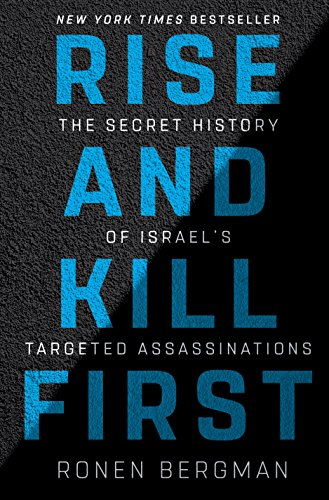 NEW YORK TIMES BESTSELLER
RISE
THE SECRET HISTORY
AND
OF ISRAEL'S
KILL
TARGETED ASSASSINATIONS
FIRST
RONEN BERGMAN